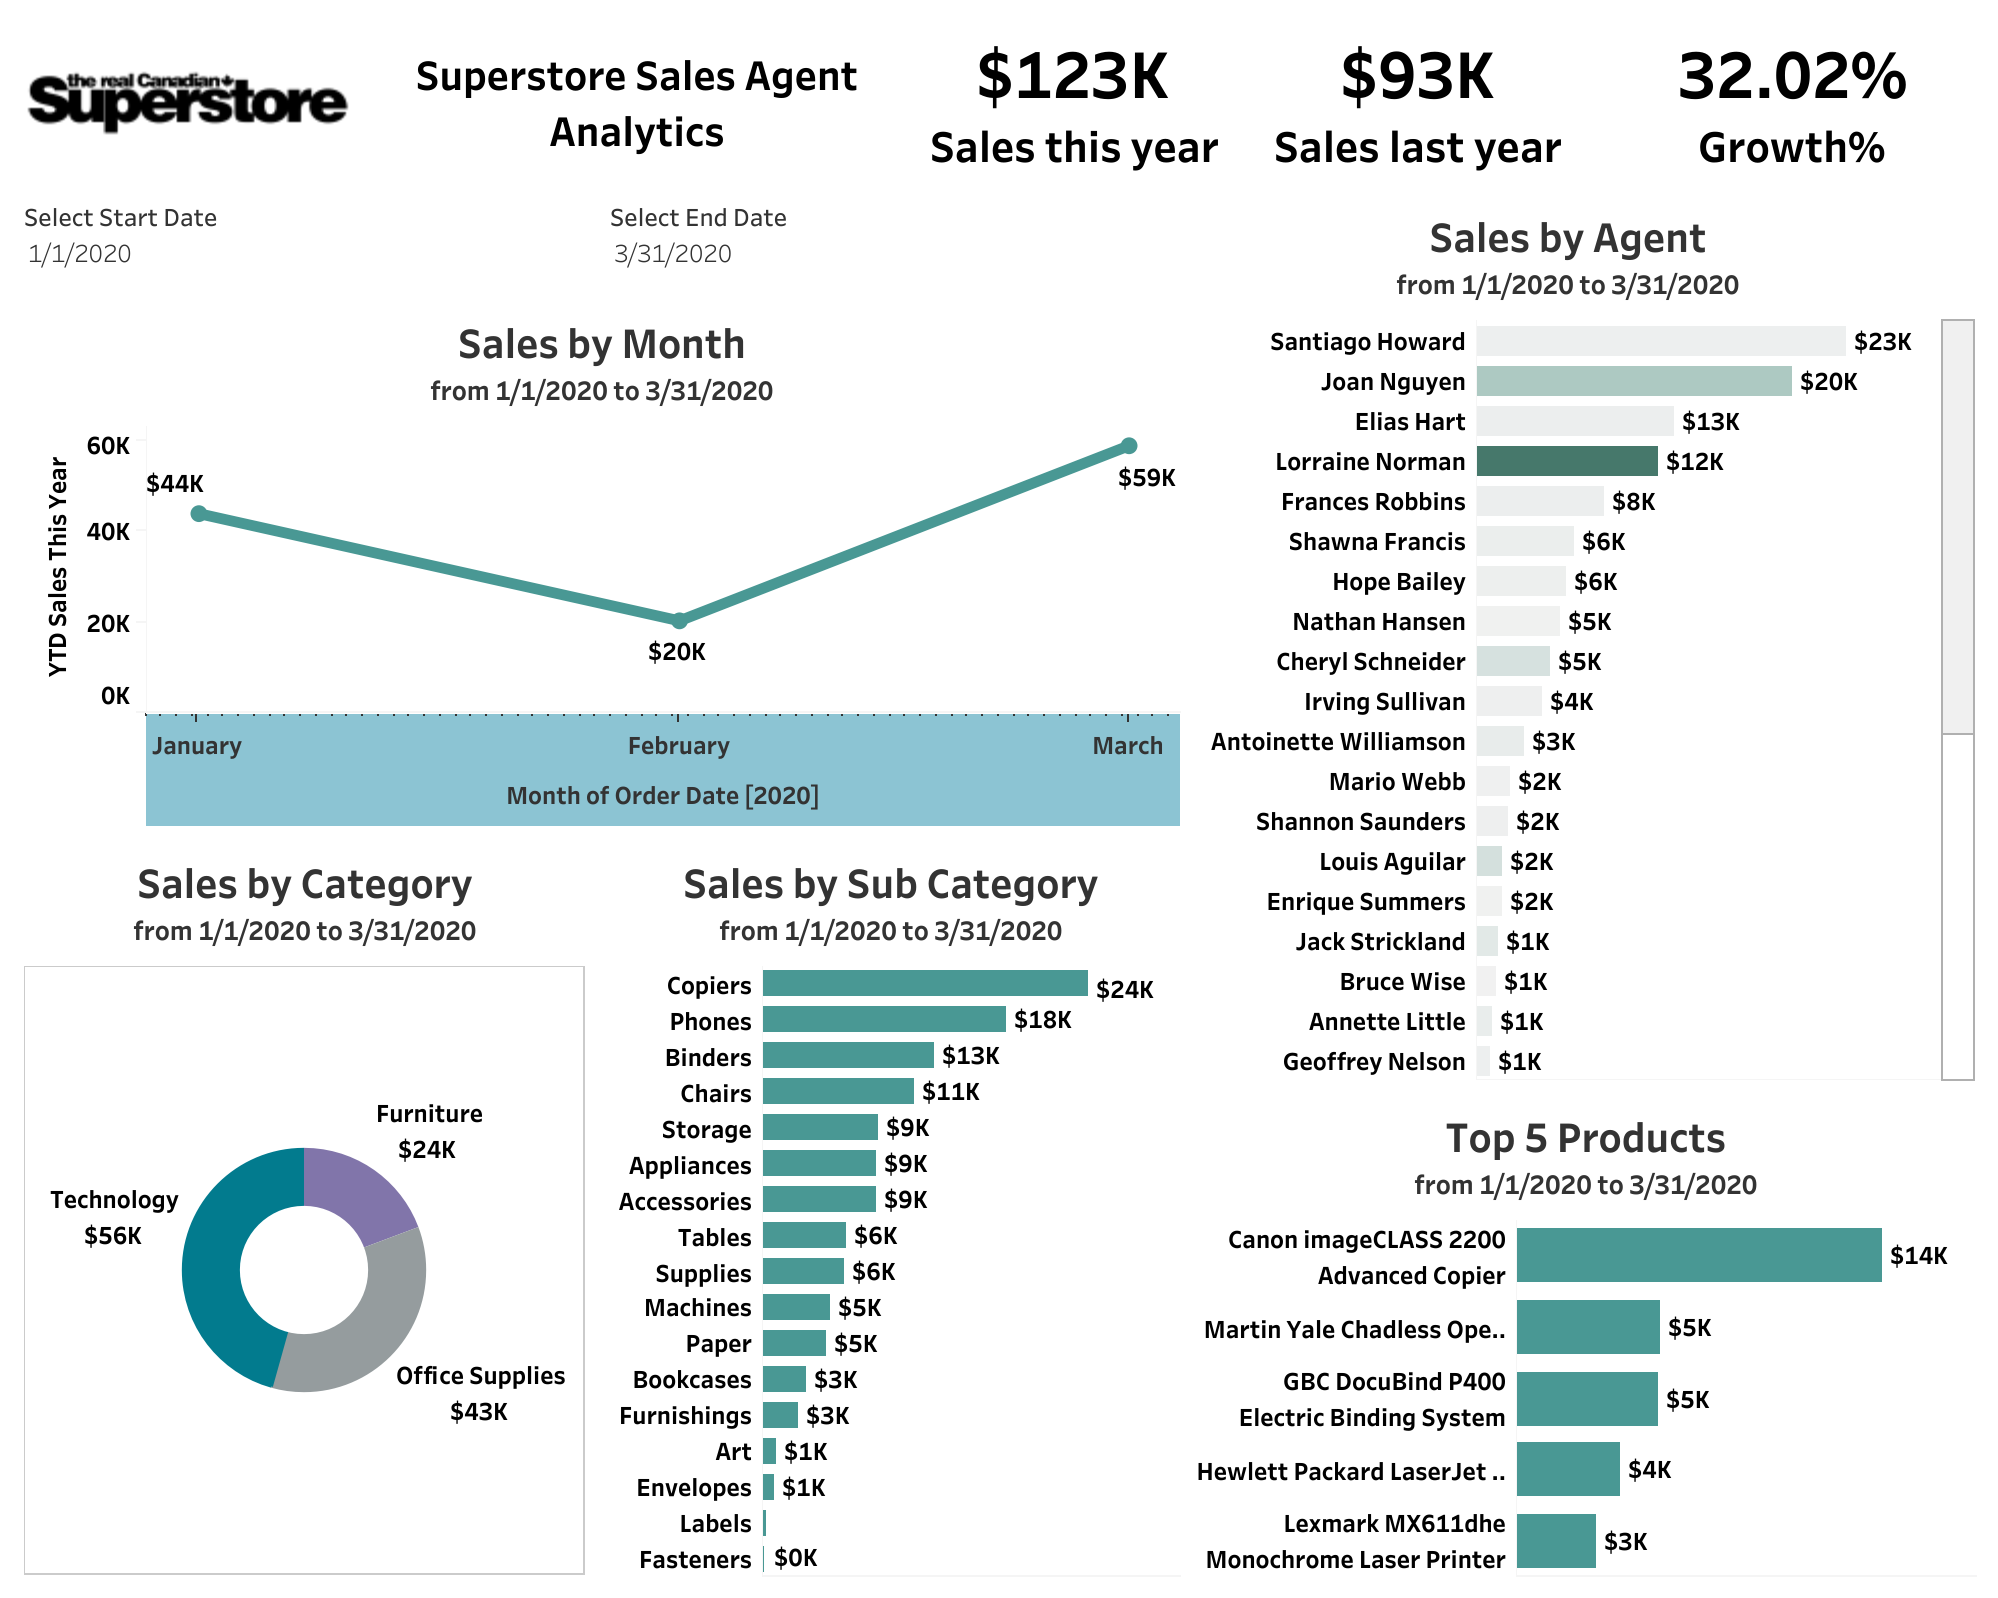 the real Canadian
Superstore
Superstore Sales Agent
Analytics
$123K
Sales this year
$93K
Sales last year
32.02%
Growth%
Select Start Date
1/1/2020
Select End Date
3/31/2020
Sales by Month
from 1/1/2020 to 3/31/2020
YTD Sales This Year
60K
40K
20K
0K
$44K
$20K
$59K
January
February
March
Month of Order Date [2020]
Sales by Agent
from 1/1/2020 to 3/31/2020
Santiago Howard $23K
Joan Nguyen $20K
Elias Hart $13K
Lorraine Norman $12K
Frances Robbins $8K
Shawna Francis $6K
Hope Bailey $6K
Nathan Hansen $5K
Cheryl Schneider $5K
Irving Sullivan $4K
Antoinette Williamson $3K
Mario Webb $2K
Shannon Saunders $2K
Louis Aguilar $2K
Enrique Summers $2K
Jack Strickland $1K
Bruce Wise $1K
Annette Little $1K
Geoffrey Nelson $1K
Sales by Category
from 1/1/2020 to 3/31/2020
Furniture
$24K
Technology
$56K
Office Supplies
$43K
Sales by Sub Category
from 1/1/2020 to 3/31/2020
Copiers $24K
Phones $18K
Binders $13K
Chairs $11K
Storage $9K
Appliances $9K
Accessories $9K
Tables $6K
Supplies $6K
Machines $5K
Paper $5K
Bookcases $3K
Furnishings $3K
Art $1K
Envelopes $1K
Labels
Fasteners $0K
Top 5 Products
from 1/1/2020 to 3/31/2020
Canon imageCLASS 2200
Advanced Copier
$14K
Martin Yale Chadless Ope.. $5K
GBC DocuBind P400
Electric Binding System
$5K
Hewlett Packard LaserJet .. $4K
Lexmark MX611dhe
Monochrome Laser Printer
$3K